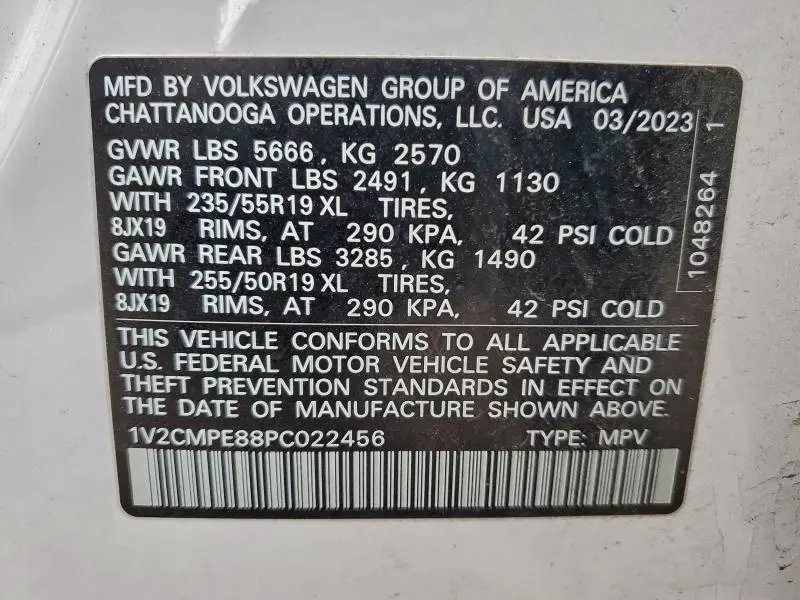 MFD BY VOLKSWAGEN GROUP OF AMERICA
CHATTANOOGA OPERATIONS, LLC. USA 03/2023
GVWR LBS 5666, KG 2570
GAWR FRONT LBS 2491, KG 1130
WITH 235/55R19 XL TIRES,
8JX19 RIMS, AT 290 KPA, 42 PSI COLD
GAWR REAR LBS 3285, KG 1490
WITH 255/50R19 XL TIRES,
8JX19 RIMS, AT 290 KPA, 42 PSI COLD
THIS VEHICLE CONFORMS TO ALL APPLICABLE
U.S. FEDERAL MOTOR VEHICLE SAFETY AND
THEFT PREVENTION STANDARDS IN EFFECT ON
THE DATE OF MANUFACTURE SHOWN ABOVE.
1V2CMPE88PC022456 TYPE: MPV
1048264 1